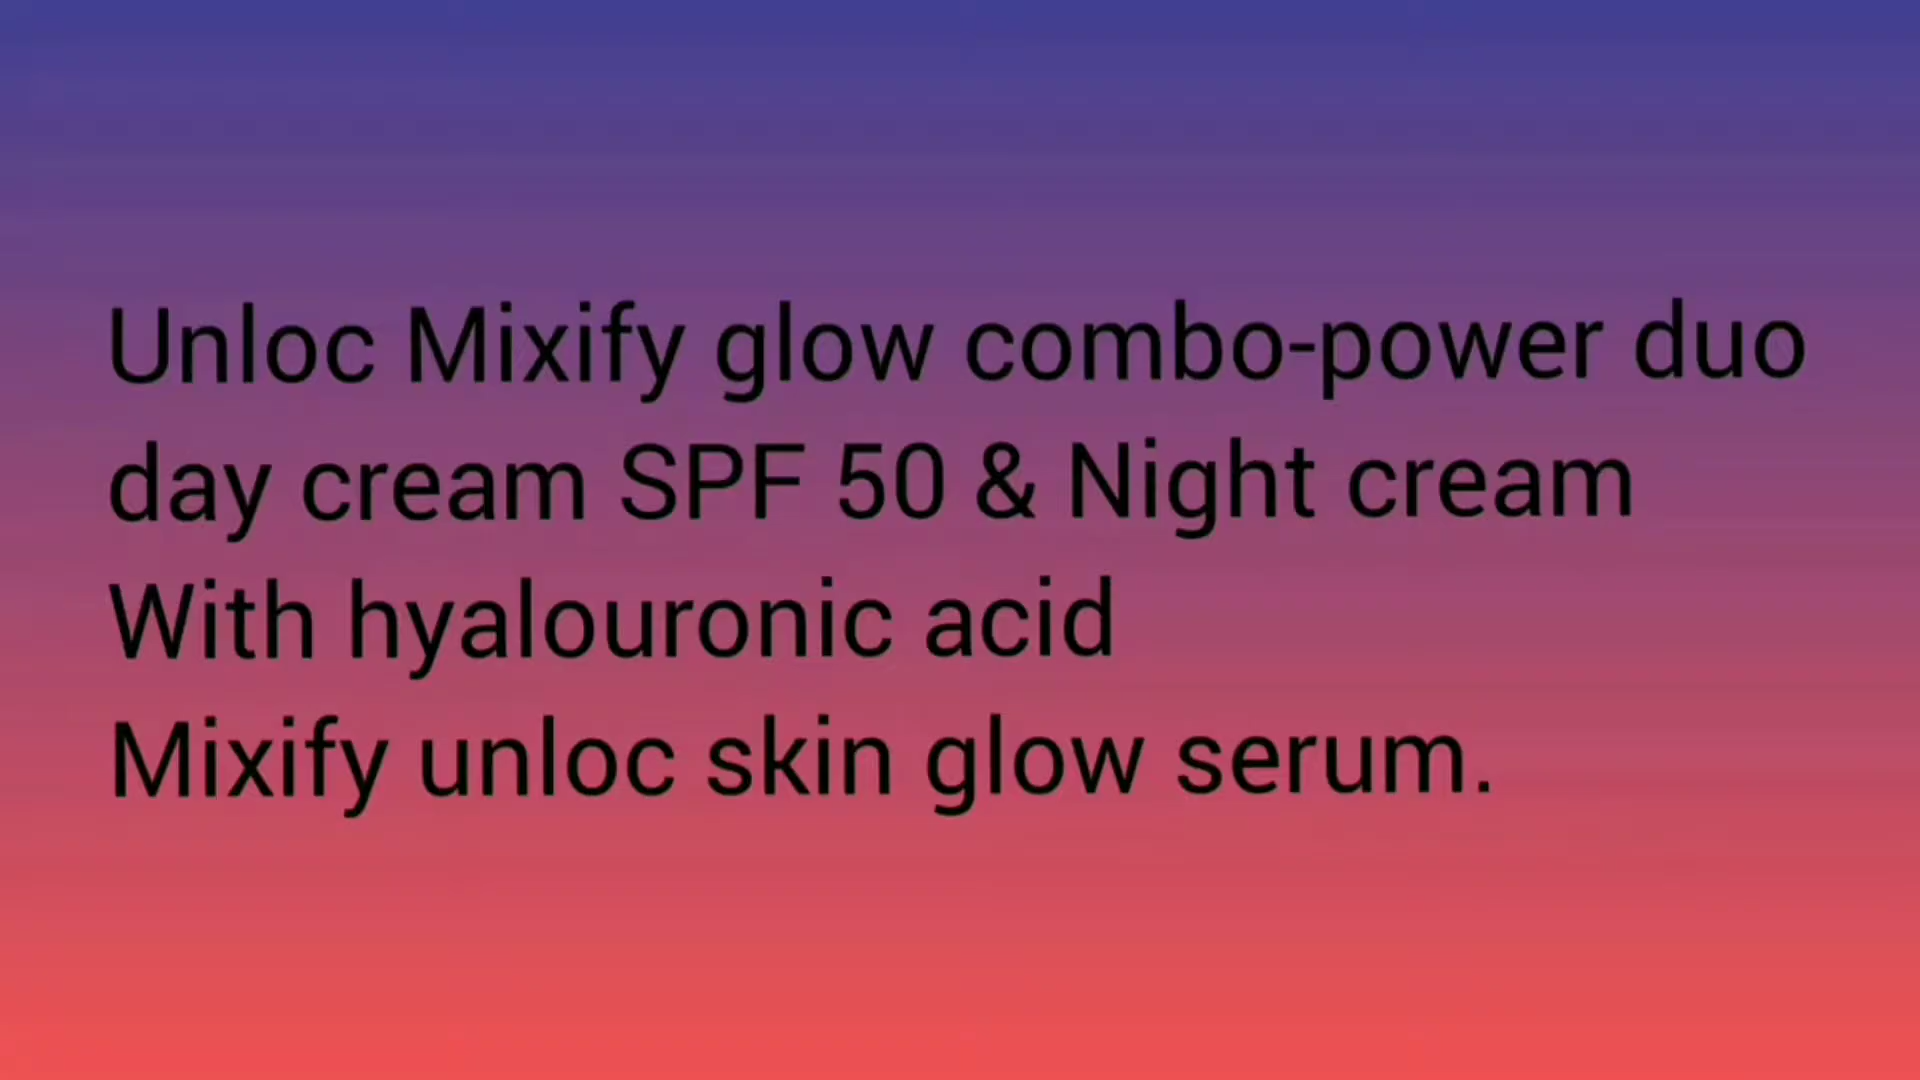 Unloc Mixify glow combo-power duo
day cream SPF 50 & Night cream
With hyalouronic acid
Mixify unloc skin glow serum.